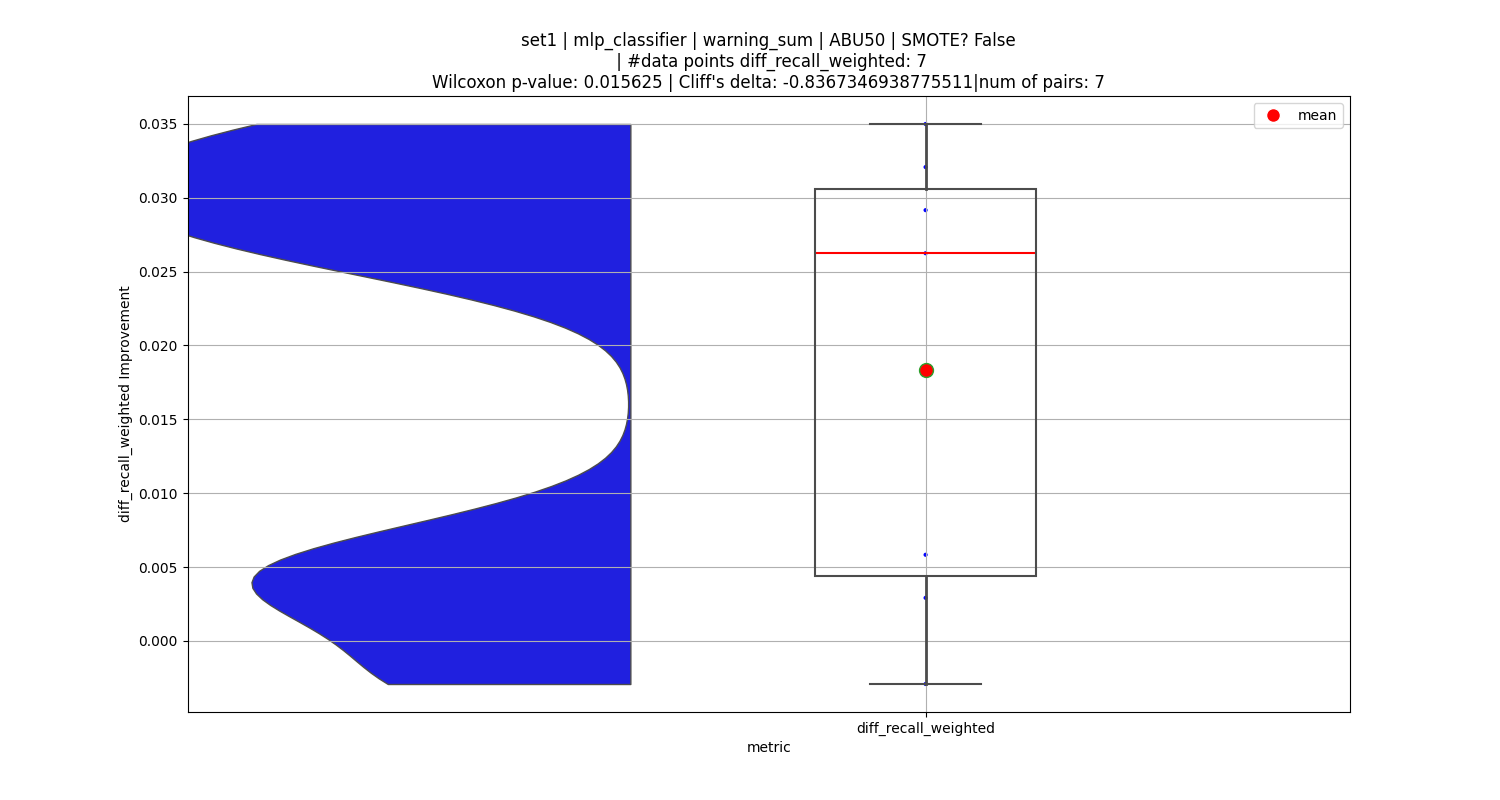 set1 | mlp_classifier | warning_sum | ABU50 | SMOTE? False
| #data points diff_recall_weighted: 7
Wilcoxon p-value: 0.015625 | Cliff's delta: -0.8367346938775511|num of pairs: 7
mean
0.035
0.030
0.025
0.020
0.015
0.010
0.005
0.000
diff_recall_weighted Improvement
diff_recall_weighted
metric